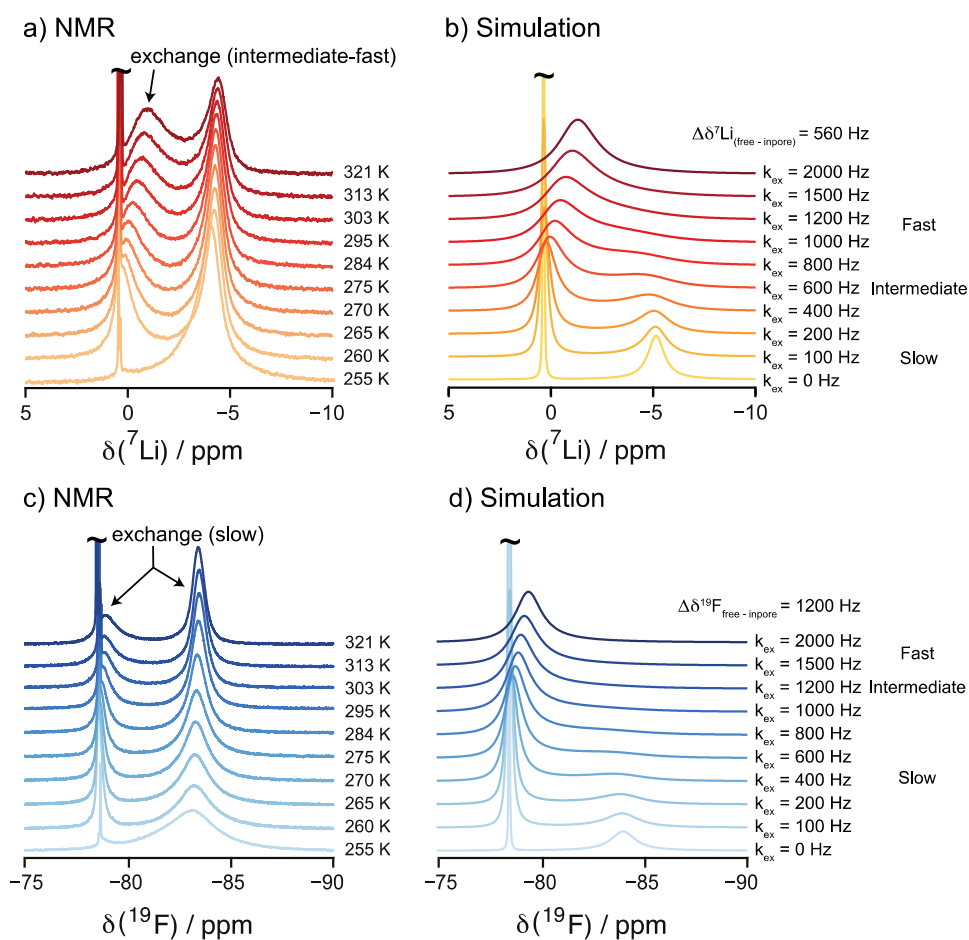 a) NMR
exchange (intermediate-fast)
321 K
313 K
303 K
295 K
284 K
275 K
270 K
265 K
260 K
255 K
5 0 −5 −10
δ(⁷Li) / ppm
b) Simulation
Δδ⁷Li(free - inpore) = 560 Hz
kex = 2000 Hz
kex = 1500 Hz
kex = 1200 Hz
kex = 1000 Hz Fast
kex = 800 Hz
kex = 600 Hz Intermediate
kex = 400 Hz
kex = 200 Hz
kex = 100 Hz Slow
kex = 0 Hz
5 0 −5 −10
δ(⁷Li) / ppm
c) NMR
exchange (slow)
321 K
313 K
303 K
295 K
284 K
275 K
270 K
265 K
260 K
255 K
−75 −80 −85 −90
δ(¹⁹F) / ppm
d) Simulation
Δδ¹⁹Ffree - inpore = 1200 Hz
kex = 2000 Hz
kex = 1500 Hz Fast
kex = 1200 Hz Intermediate
kex = 1000 Hz
kex = 800 Hz
kex = 600 Hz
kex = 400 Hz Slow
kex = 200 Hz
kex = 100 Hz
kex = 0 Hz
−75 −80 −85 −90
δ(¹⁹F) / ppm